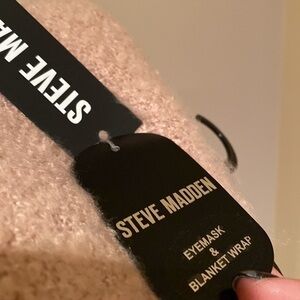 STEVE MA
STEVE MADDEN
EYEMASK
&
BLANKET WRAP